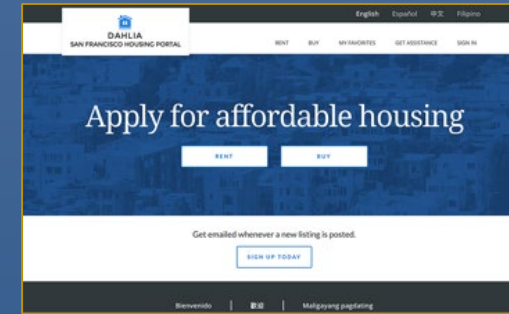 English Español 中文 Filipino
DAHLIA
SAN FRANCISCO HOUSING PORTAL
RENT BUY MY FAVORITES GET ASSISTANCE SIGN IN
Apply for affordable housing
RENT BUY
Get emailed whenever a new listing is posted.
SIGN UP TODAY
Bienvenido | 歡迎 | Maligayang pagdating